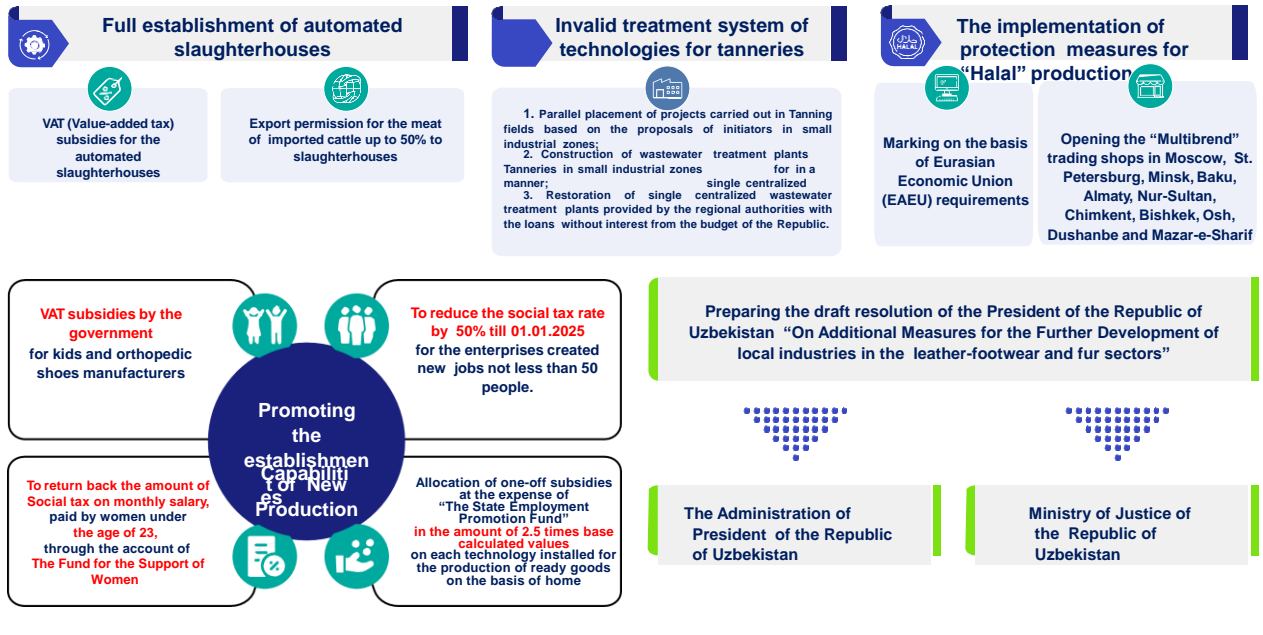 Full establishment of automated
slaughterhouses
VAT (Value-added tax)
subsidies for the
automated
slaughterhouses
Export permission for the meat
of imported cattle up to 50% to
slaughterhouses
Invalid treatment system of
technologies for tanneries
1. Parallel placement of projects carried out in Tanning
fields based on the proposals of initiators in small
industrial zones;
2. Construction of wastewater treatment plants
Tanneries in small industrial zones for in a
manner; single centralized
3. Restoration of single centralized wastewater
treatment plants provided by the regional authorities with
the loans without interest from the budget of the Republic.
HALAL
The implementation of
protection measures for
“Halal” production
Marking on the basis
of Eurasian
Economic Union
(EAEU) requirements
Opening the “Multibrend”
trading shops in Moscow, St.
Petersburg, Minsk, Baku,
Almaty, Nur-Sultan,
Chimkent, Bishkek, Osh,
Dushanbe and Mazar-e-Sharif
VAT subsidies by the
government
for kids and orthopedic
shoes manufacturers
To reduce the social tax rate
by 50% till 01.01.2025
for the enterprises created
new jobs not less than 50
people.
Promoting
the
establishmen
t of New
Production
Capabiliti
es
To return back the amount of
Social tax on monthly salary,
paid by women under
the age of 23,
through the account of
The Fund for the Support of
Women
Allocation of one-off subsidies
at the expense of
“The State Employment
Promotion Fund”
in the amount of 2.5 times base
calculated values
on each technology installed for
the production of ready goods
on the basis of home
Preparing the draft resolution of the President of the Republic of
Uzbekistan “On Additional Measures for the Further Development of
local industries in the leather-footwear and fur sectors”
The Administration of
President of the Republic
of Uzbekistan
Ministry of Justice of
the Republic of
Uzbekistan